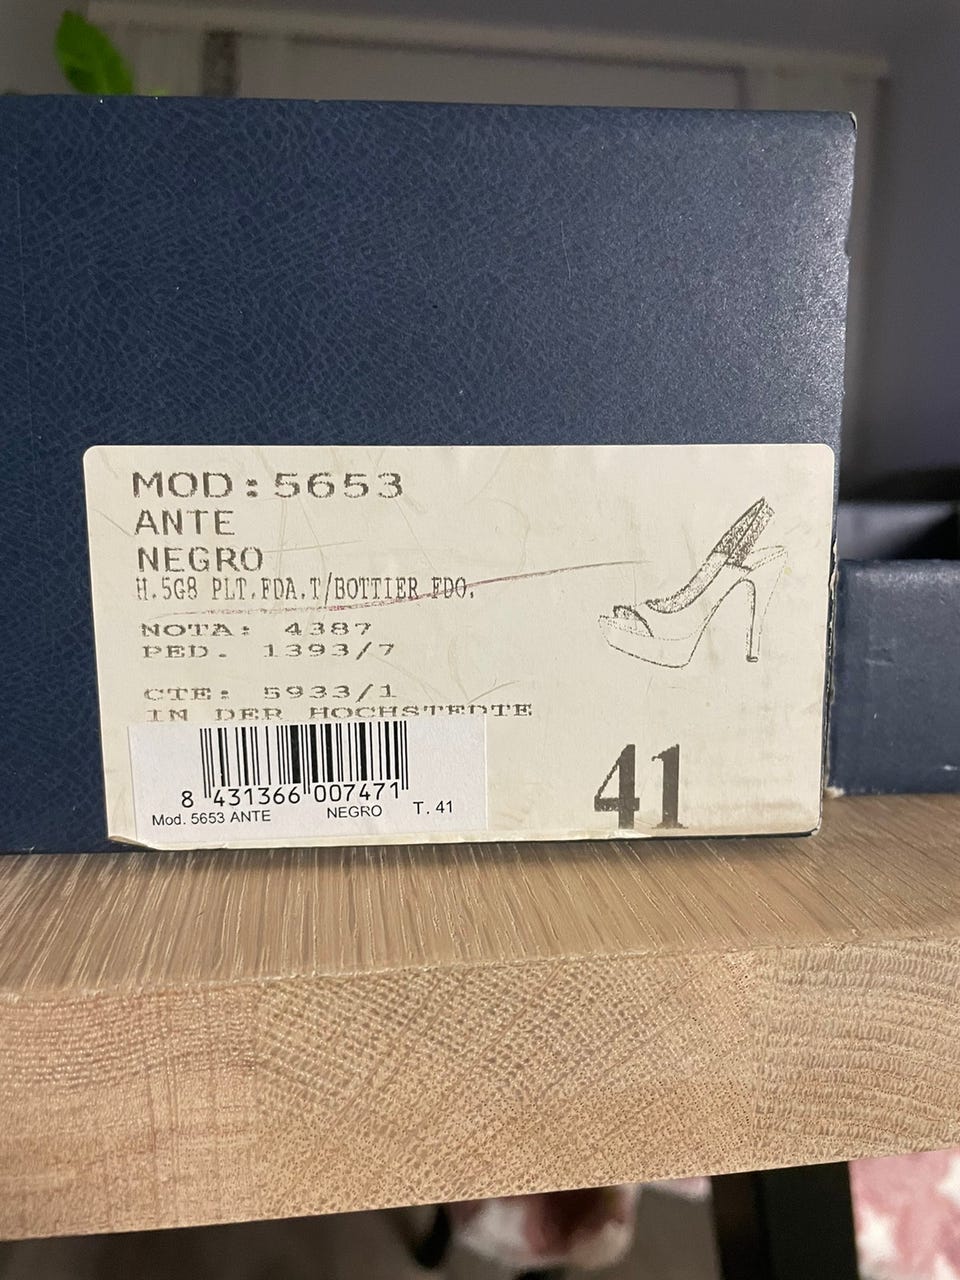 MOD:5653
ANTE
NEGRO
H.5G8 PLT.FDA.T/BOTTIER FDO.
NOTA: 4387
PED. 1393/7
CTE: 5933/1
IN DER HOCHSTEDTE
8 431366 007471
Mod. 5653 ANTE NEGRO T. 41
41